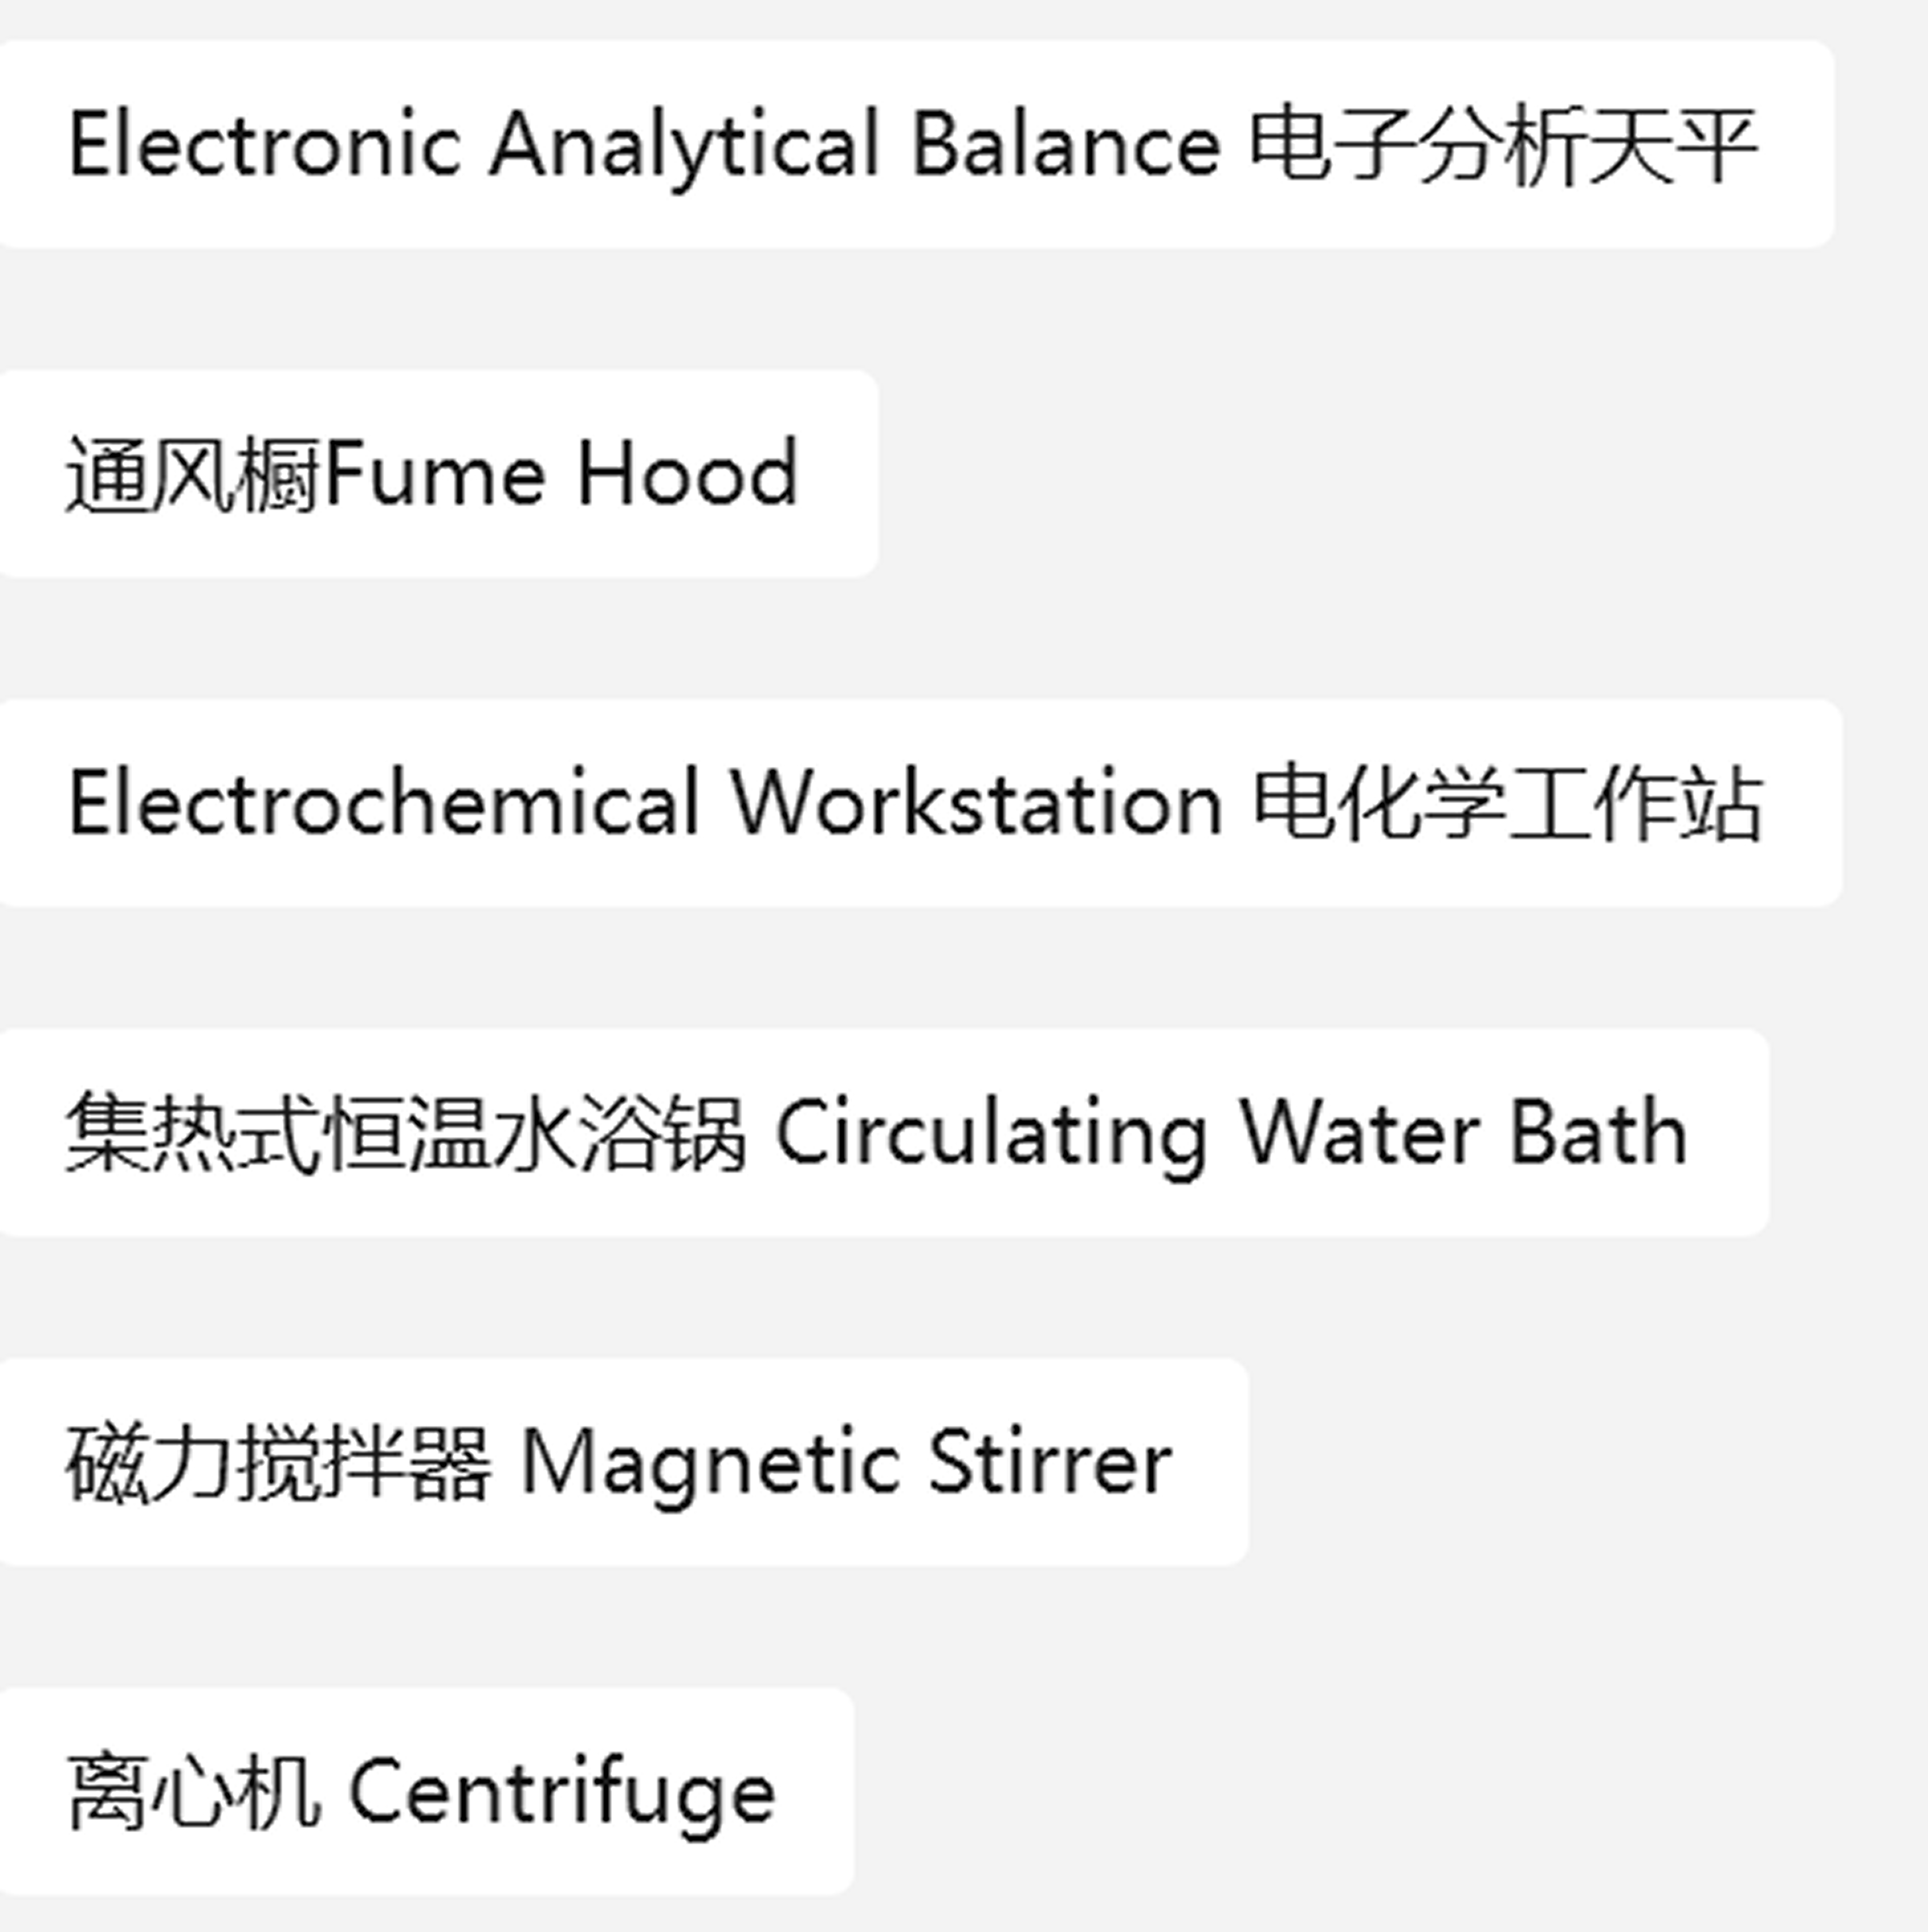 Electronic Analytical Balance 电子分析天平
通风橱Fume Hood
Electrochemical Workstation 电化学工作站
集热式恒温水浴锅 Circulating Water Bath
磁力搅拌器 Magnetic Stirrer
离心机 Centrifuge